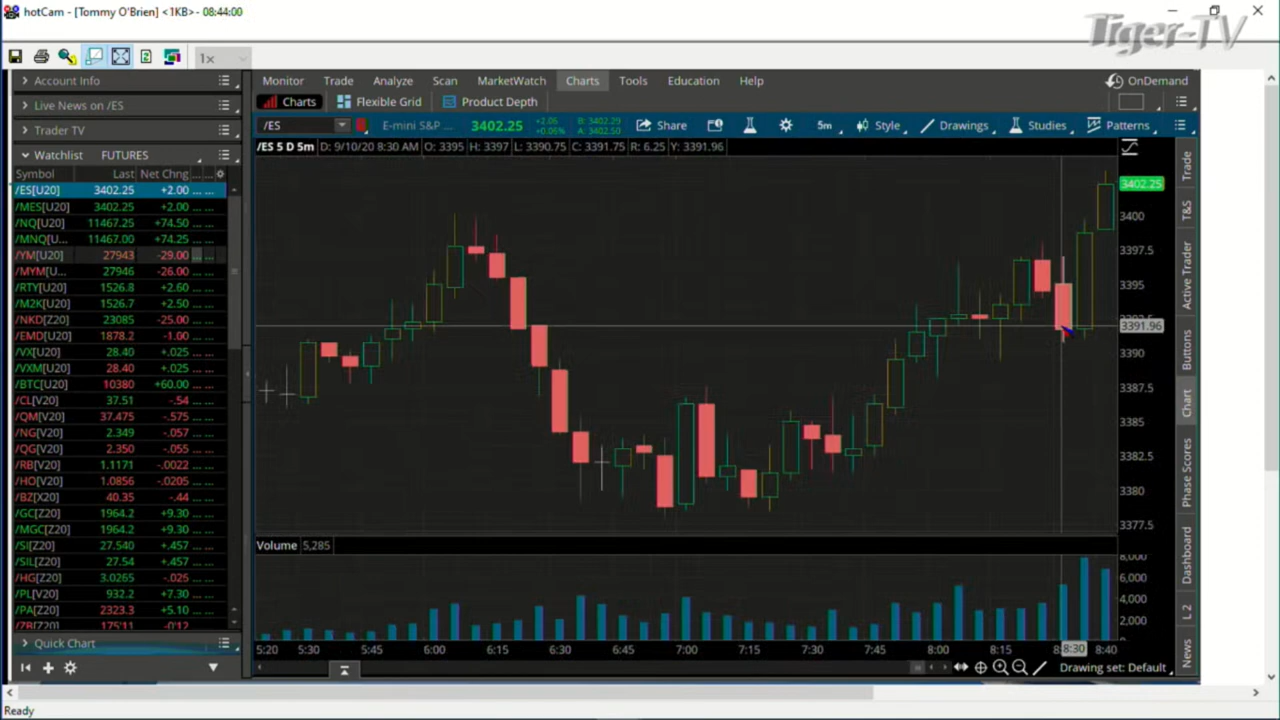 hotCam - [Tommy O'Brien] <1KB> - 08:44:00
Tiger-TV
1x
Account Info
Live News on /ES
Trader TV
Watchlist FUTURES
Symbol Last Net Chng
/ES[U20] 3402.25 +2.00 ... ...
/MES[U20] 3402.25 +2.00 ... ...
/NQ[U20] 11467.25 +74.50 ... ...
/MNQ[U... 11467.00 +74.25 ... ...
/YM[U20] 27943 -29.00 ... ...
/MYM[U... 27946 -26.00 ... ...
/RTY[U20] 1526.8 +2.60 ... ...
/M2K[U20] 1526.7 +2.50 ... ...
/NKD[Z20] 23085 -25.00 ... ...
/EMD[U20] 1878.2 -1.00 ... ...
/VX[U20] 28.40 +.025 ... ...
/VXM[U20] 28.40 +.025 ... ...
/BTC[U20] 10380 +60.00 ... ...
/CL[V20] 37.51 -.54 ... ...
/QM[V20] 37.475 -.575 ... ...
/NG[V20] 2.349 -.057 ... ...
/QG[V20] 2.350 -.055 ... ...
/RB[V20] 1.1171 -.0022 ... ...
/HO[V20] 1.0856 -.0205 ... ...
/BZ[X20] 40.35 -.44 ... ...
/GC[Z20] 1964.2 +9.30 ... ...
/MGC[Z20] 1964.2 +9.30 ... ...
/SI[Z20] 27.540 +.457 ... ...
/SIL[Z20] 27.54 +.457 ... ...
/HG[Z20] 3.0265 -.025 ... ...
/PL[V20] 932.2 +7.30 ... ...
/PA[Z20] 2323.3 +5.10 ... ...
/ZB[Z20] 175'11 -0'12
Quick Chart
Monitor Trade Analyze Scan MarketWatch Charts Tools Education Help OnDemand
Charts Flexible Grid Product Depth
/ES E-mini S&P ... 3402.25 +2.05 +0.06% B: 3402.29 A: 3402.50 Share 5m Style Drawings Studies Patterns
/ES 5 D 5m D: 9/10/20 8:30 AM O: 3395 H: 3397 L: 3390.75 C: 3391.75 R: 6.25 Y: 3391.96
3402.25
3400
3397.5
3395
3391.96
3390
3387.5
3385
3382.5
3380
3377.5
Volume 5,285
8,000
6,000
4,000
2,000
5:20 5:30 5:45 6:00 6:15 6:30 6:45 7:00 7:15 7:30 7:45 8:00 8:15 8:30 8:40
Drawing set: Default
Trade
T&S
Active Trader
Buttons
Chart
Phase Scores
Dashboard
L 2
News
Ready